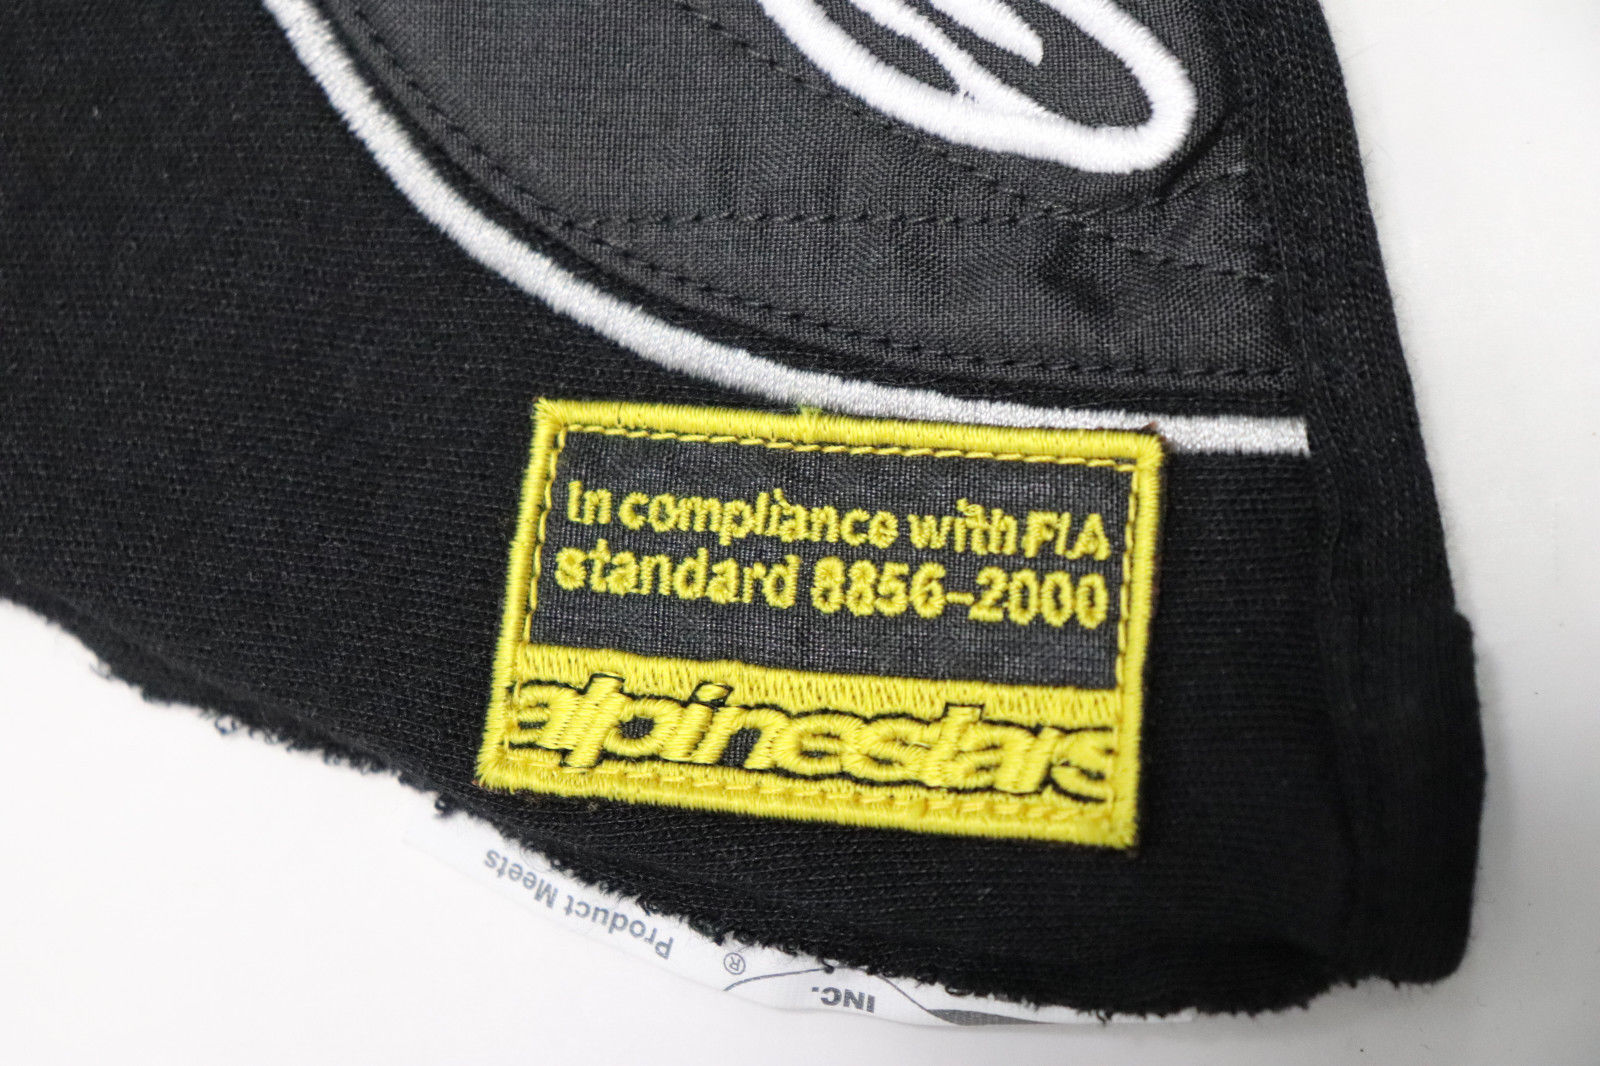 In compliance with FIA
standard 8856-2000
alpinestars
Product Meets
®
INC.